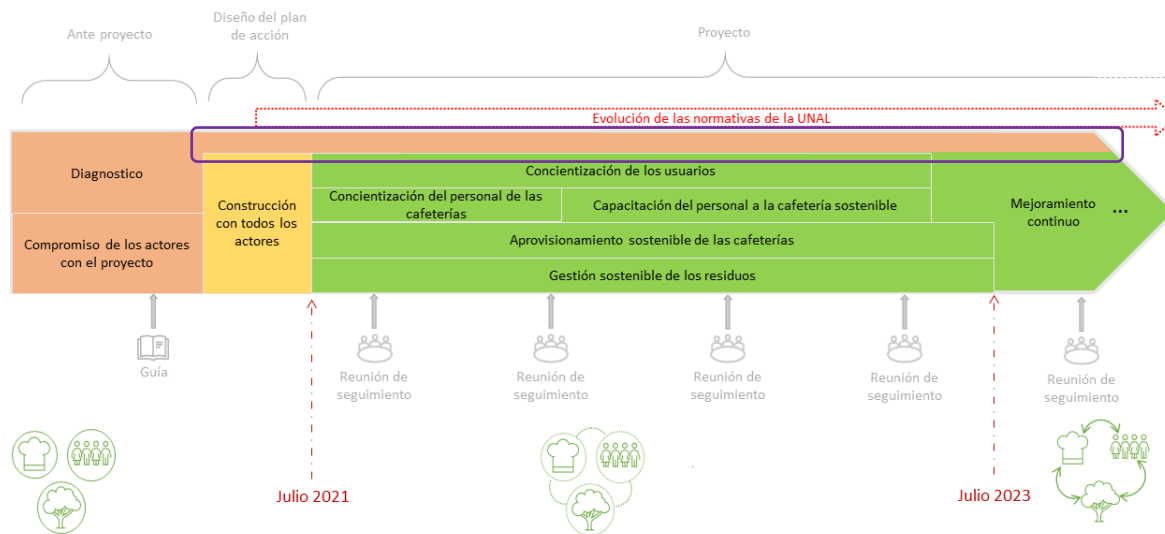 Ante proyecto
Diseño del plan
de acción
Proyecto
Evolución de las normativas de la UNAL
Diagnostico
Compromiso de los actores
con el proyecto
Construcción
con todos los
actores
Concientización de los usuarios
Concientización del personal de las
cafeterías
Capacitación del personal a la cafetería sostenible
Aprovisionamiento sostenible de las cafeterías
Gestión sostenible de los residuos
Mejoramiento
continuo
...
Guía
Reunión de
seguimiento
Reunión de
seguimiento
Reunión de
seguimiento
Reunión de
seguimiento
Reunión de
seguimiento
Julio 2021
Julio 2023